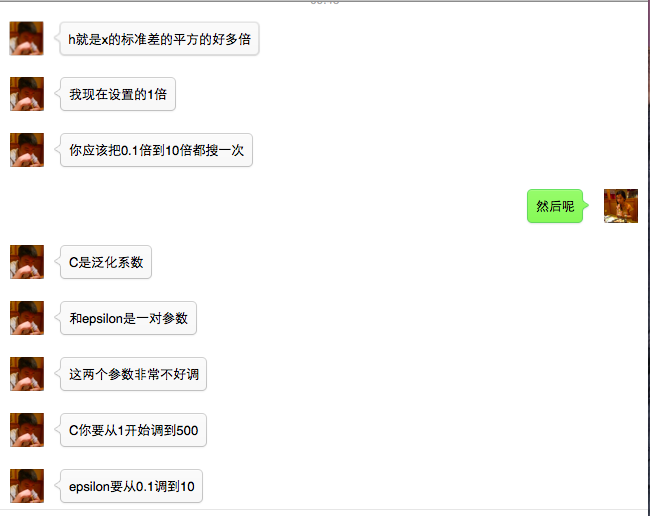 h就是x的标准差的平方的好多倍
我现在设置的1倍
你应该把0.1倍到10倍都搜一次
然后呢
C是泛化系数
和epsilon是一对参数
这两个参数非常不好调
C你要从1开始调到500
epsilon要从0.1调到10